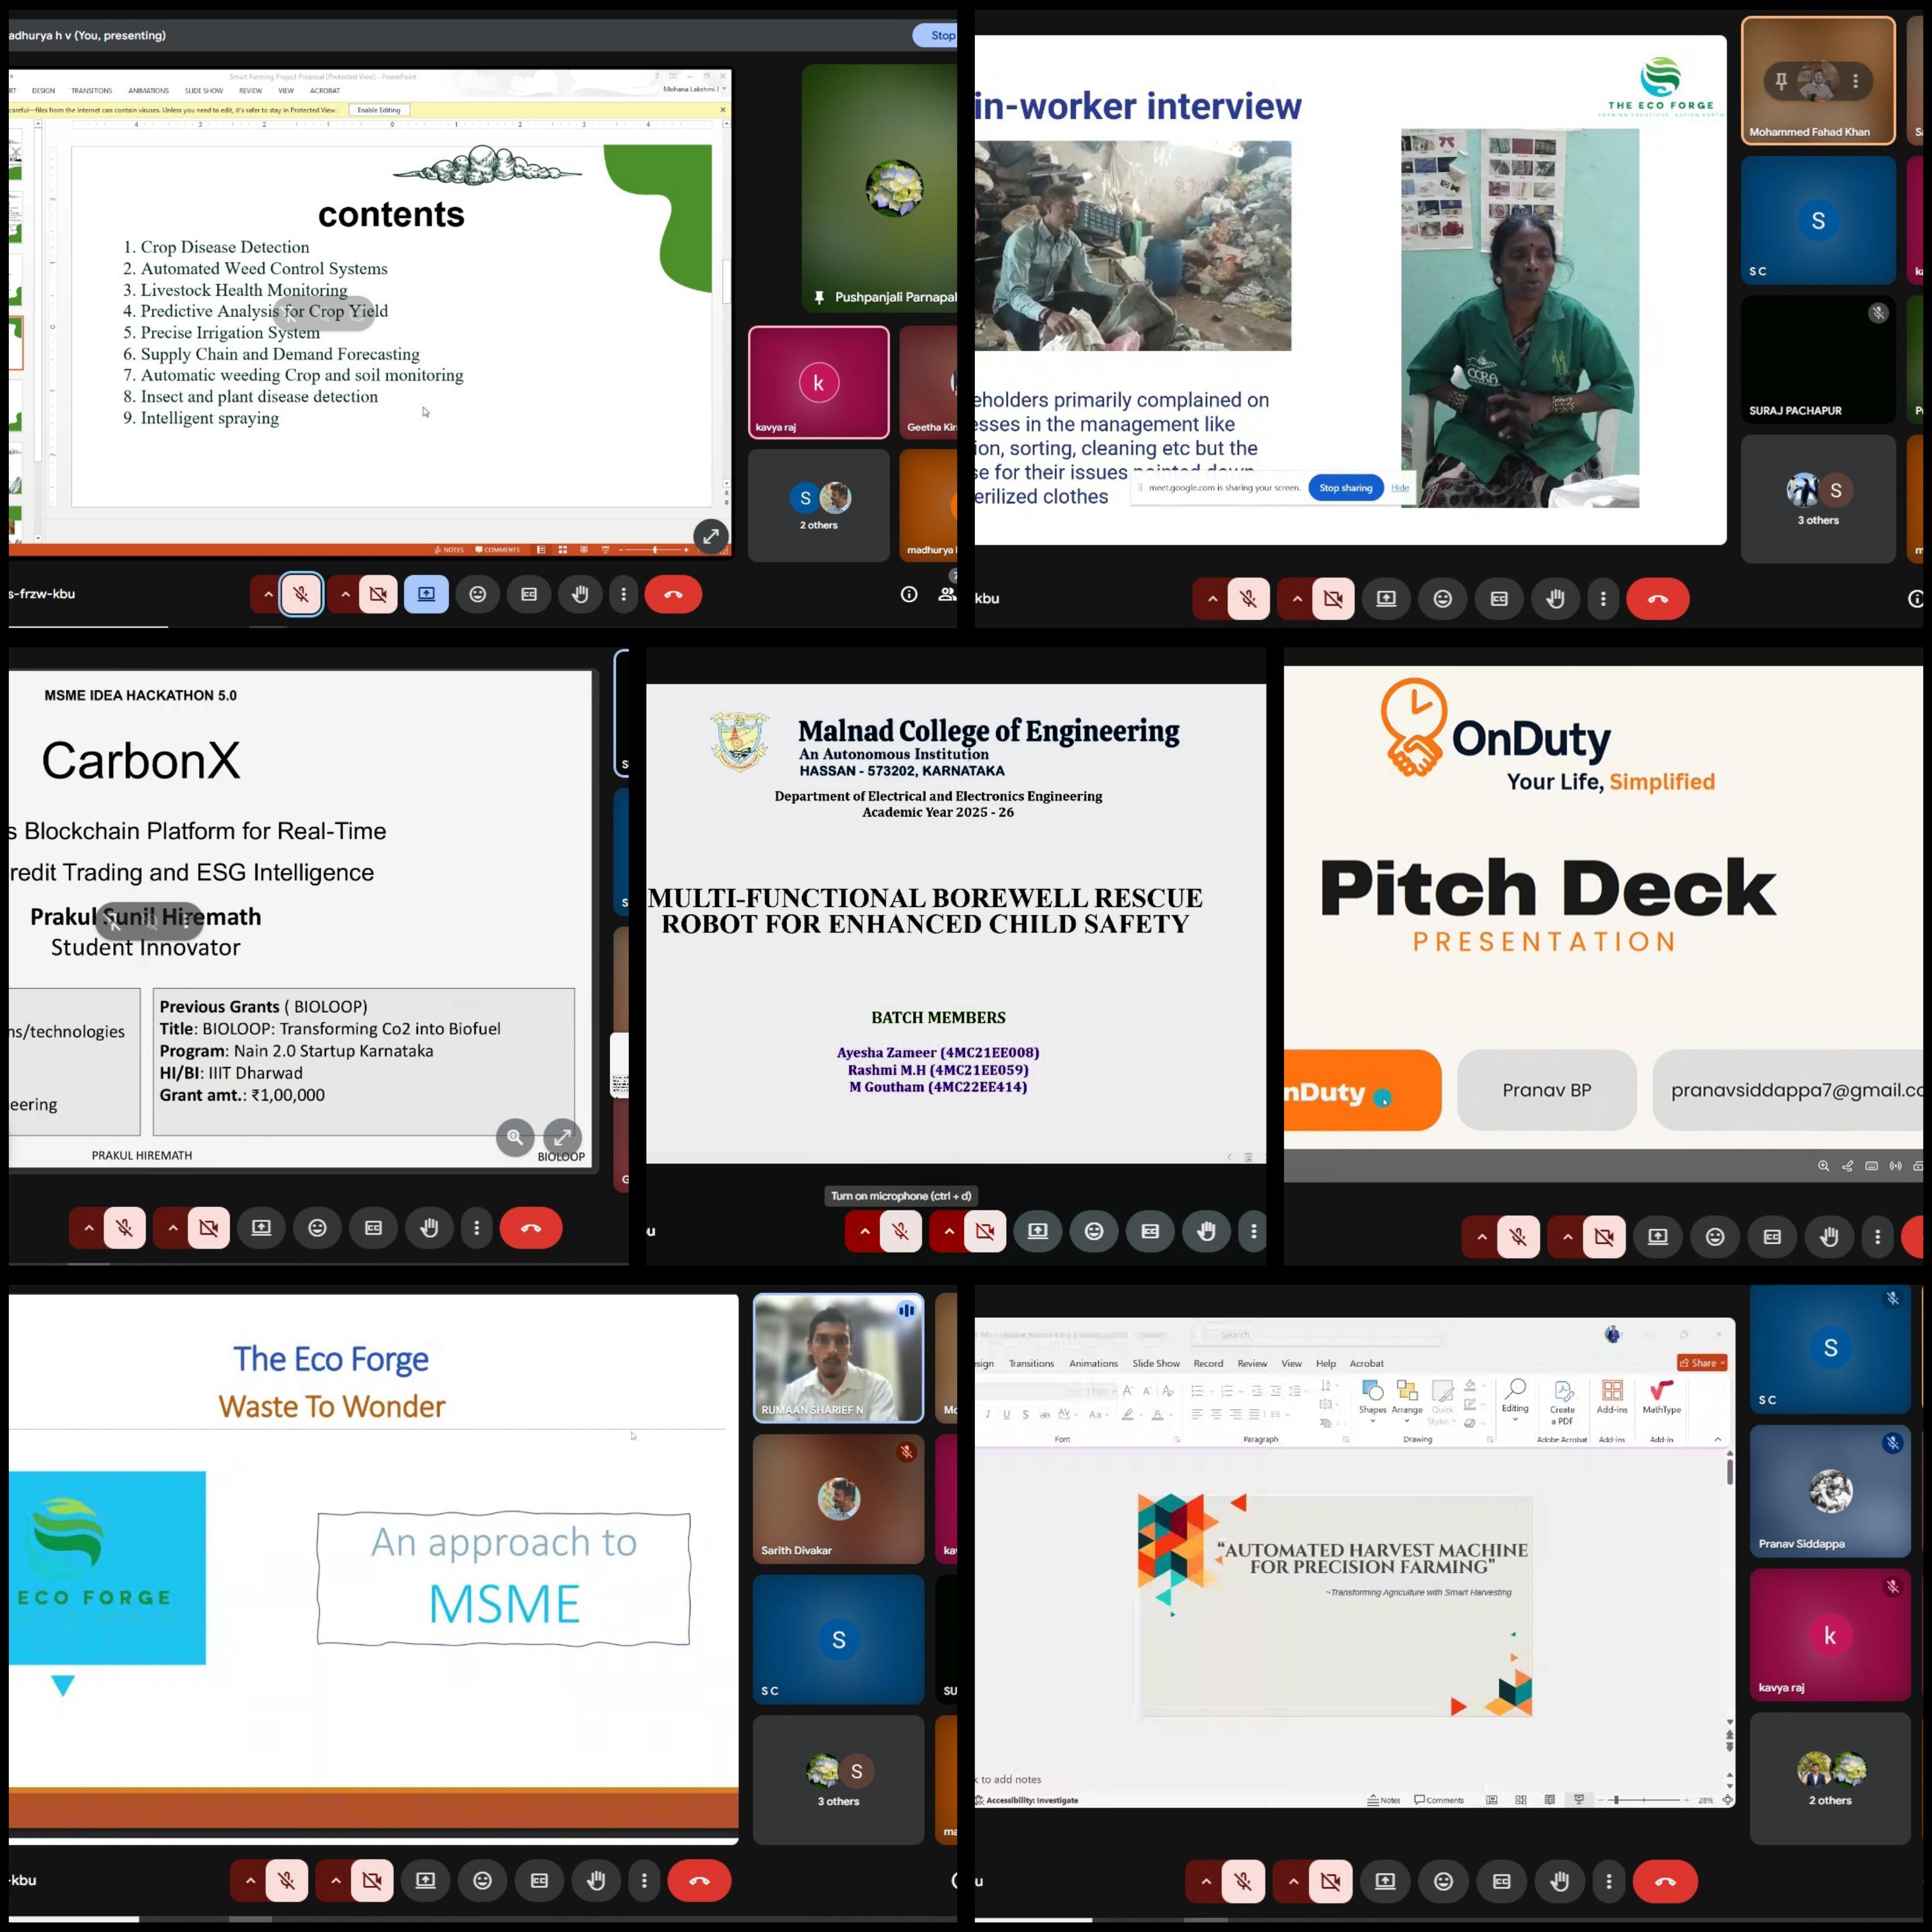 adhurya h v (You, presenting)
Stop
Smart Farming Project Proposal (Protected View) - PowerPoint
DESIGN TRANSITIONS ANIMATIONS SLIDE SHOW REVIEW VIEW ACROBAT
Mohana Lakshmi J
careful—files from the Internet can contain viruses. Unless you need to edit, it's safer to stay in Protected View. Enable Editing
contents
1. Crop Disease Detection
2. Automated Weed Control Systems
3. Livestock Health Monitoring
4. Predictive Analysis for Crop Yield
5. Precise Irrigation System
6. Supply Chain and Demand Forecasting
7. Automatic weeding Crop and soil monitoring
8. Insect and plant disease detection
9. Intelligent spraying
NOTES COMMENTS
Pushpanjali Parnapal
k
kavya raj
Geetha Kir
S
2 others
madhurya
s-frzw-kbu
in-worker interview
THE ECO FORGE
CCRA
eholders primarily complained on
esses in the management like
ion, sorting, cleaning etc but the
se for their issues
erilized clothes
meet.google.com is sharing your screen. Stop sharing Hide
Mohammed Fahad Khan
S
S C
SURAJ PACHAPUR
S
3 others
kbu
MSME IDEA HACKATHON 5.0
CarbonX
s Blockchain Platform for Real-Time
redit Trading and ESG Intelligence
Prakul Sunil Hiremath
Student Innovator
ns/technologies
eering
Previous Grants ( BIOLOOP)
Title: BIOLOOP: Transforming Co2 into Biofuel
Program: Nain 2.0 Startup Karnataka
HI/BI: IIIT Dharwad
Grant amt.: ₹1,00,000
PRAKUL HIREMATH
BIOLOOP
Malnad College of Engineering
An Autonomous Institution
HASSAN - 573202, KARNATAKA
Department of Electrical and Electronics Engineering
Academic Year 2025 - 26
MULTI-FUNCTIONAL BOREWELL RESCUE
ROBOT FOR ENHANCED CHILD SAFETY
BATCH MEMBERS
Ayesha Zameer (4MC21EE008)
Rashmi M.H (4MC21EE059)
M Goutham (4MC22EE414)
Turn on microphone (ctrl + d)
u
OnDuty
Your Life, Simplified
Pitch Deck
PRESENTATION
nDuty
Pranav BP
pranavsiddappa7@gmail.co
The Eco Forge
Waste To Wonder
ECO FORGE
An approach to
MSME
RUMAAN SHARIEF N
Sarith Divakar
S
S C
S
3 others
-kbu
Search
sign Transitions Animations Slide Show Record Review View Help Acrobat
Share
Shapes Arrange Quick Styles Editing Create a PDF Add-ins MathType
Font Paragraph Drawing Adobe Acrobat Add-ins Add-in
"AUTOMATED HARVEST MACHINE
FOR PRECISION FARMING"
~Transforming Agriculture with Smart Harvesting
to add notes
Accessibility: Investigate
Notes Comments
28%
S
S C
Pranav Siddappa
k
kavya raj
2 others
u